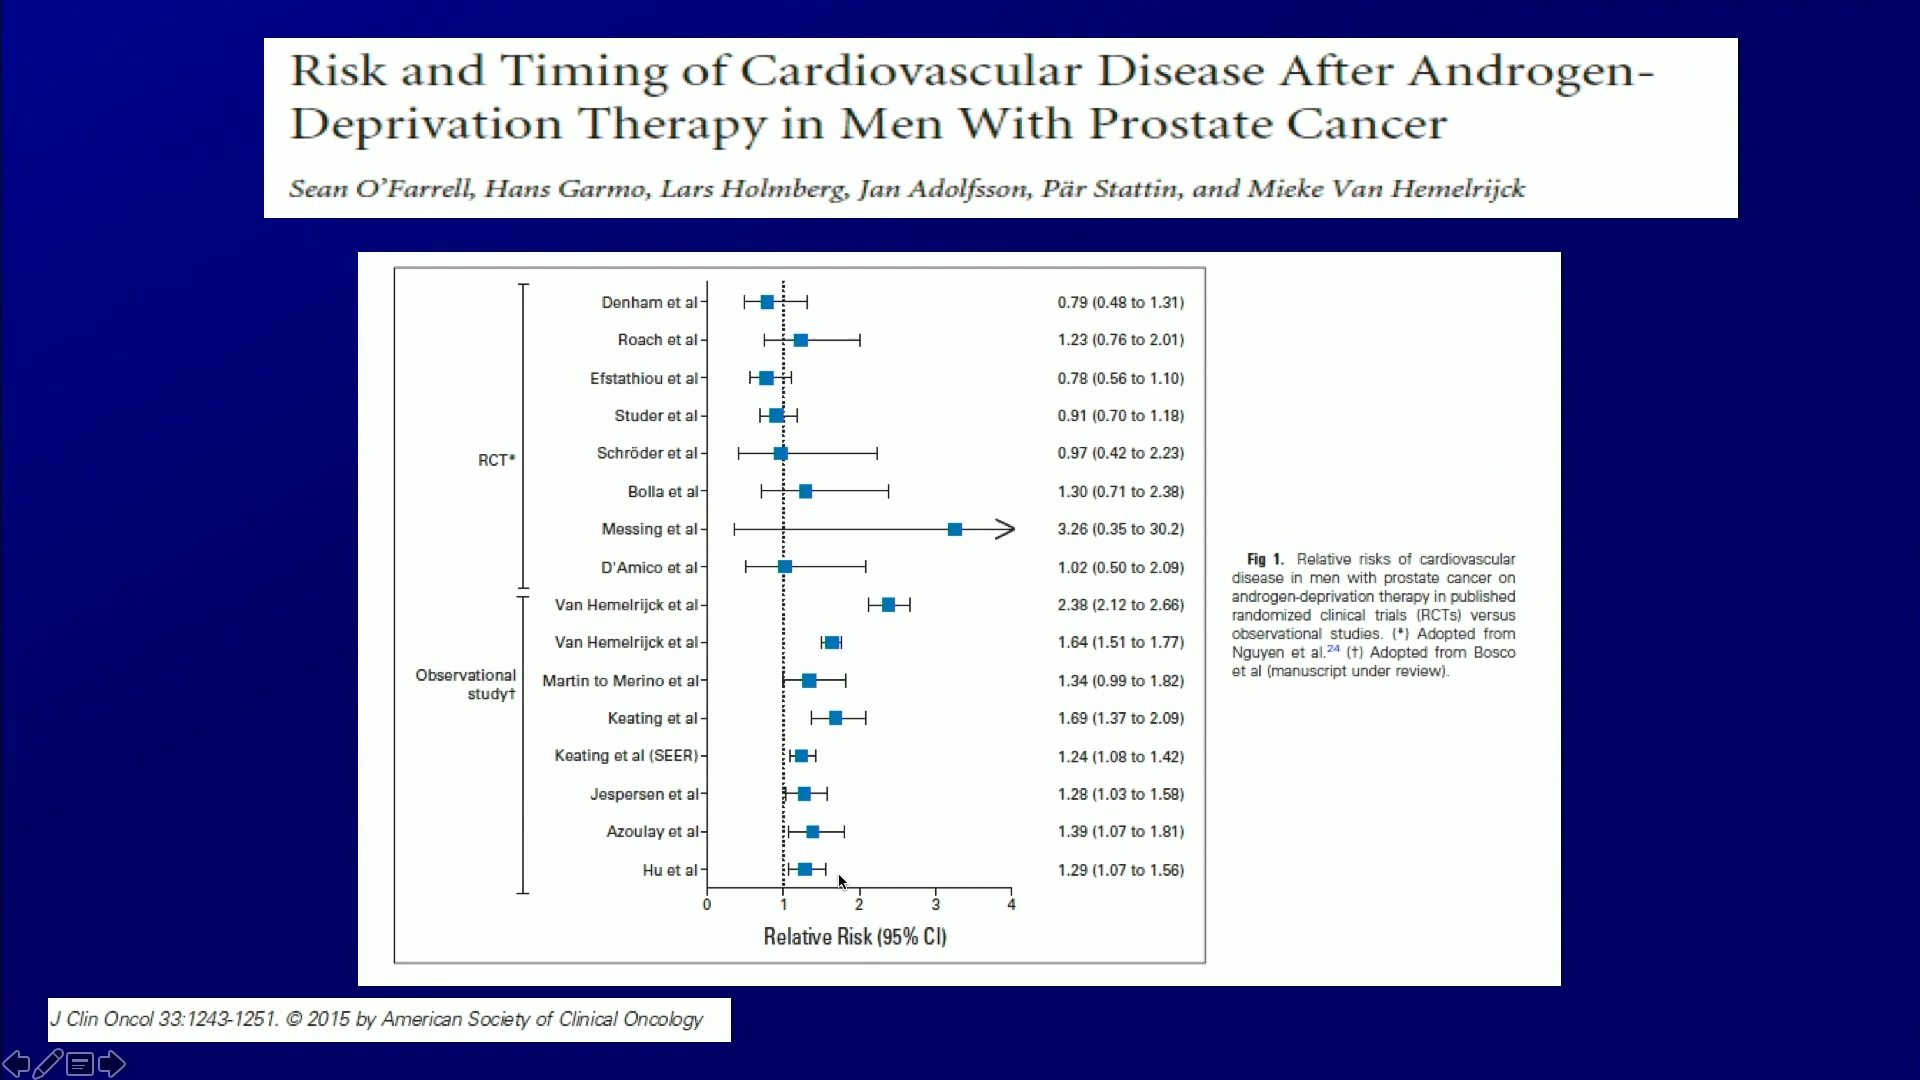 Risk and Timing of Cardiovascular Disease After Androgen-
Deprivation Therapy in Men With Prostate Cancer
Sean O'Farrell, Hans Garmo, Lars Holmberg, Jan Adolfsson, Pär Stattin, and Mieke Van Hemelrijck
RCT*
Denham et al 0.79 (0.48 to 1.31)
Roach et al 1.23 (0.76 to 2.01)
Efstathiou et al 0.78 (0.56 to 1.10)
Studer et al 0.91 (0.70 to 1.18)
Schröder et al 0.97 (0.42 to 2.23)
Bolla et al 1.30 (0.71 to 2.38)
Messing et al 3.26 (0.35 to 30.2)
D'Amico et al 1.02 (0.50 to 2.09)
Observational
study†
Van Hemelrijck et al 2.38 (2.12 to 2.66)
Van Hemelrijck et al 1.64 (1.51 to 1.77)
Martin to Merino et al 1.34 (0.99 to 1.82)
Keating et al 1.69 (1.37 to 2.09)
Keating et al (SEER) 1.24 (1.08 to 1.42)
Jespersen et al 1.28 (1.03 to 1.58)
Azoulay et al 1.39 (1.07 to 1.81)
Hu et al 1.29 (1.07 to 1.56)
0 1 2 3 4
Relative Risk (95% CI)
Fig 1. Relative risks of cardiovascular
disease in men with prostate cancer on
androgen-deprivation therapy in published
randomized clinical trials (RCTs) versus
observational studies. (*) Adopted from
Nguyen et al.24 (†) Adopted from Bosco
et al (manuscript under review).
J Clin Oncol 33:1243-1251. © 2015 by American Society of Clinical Oncology